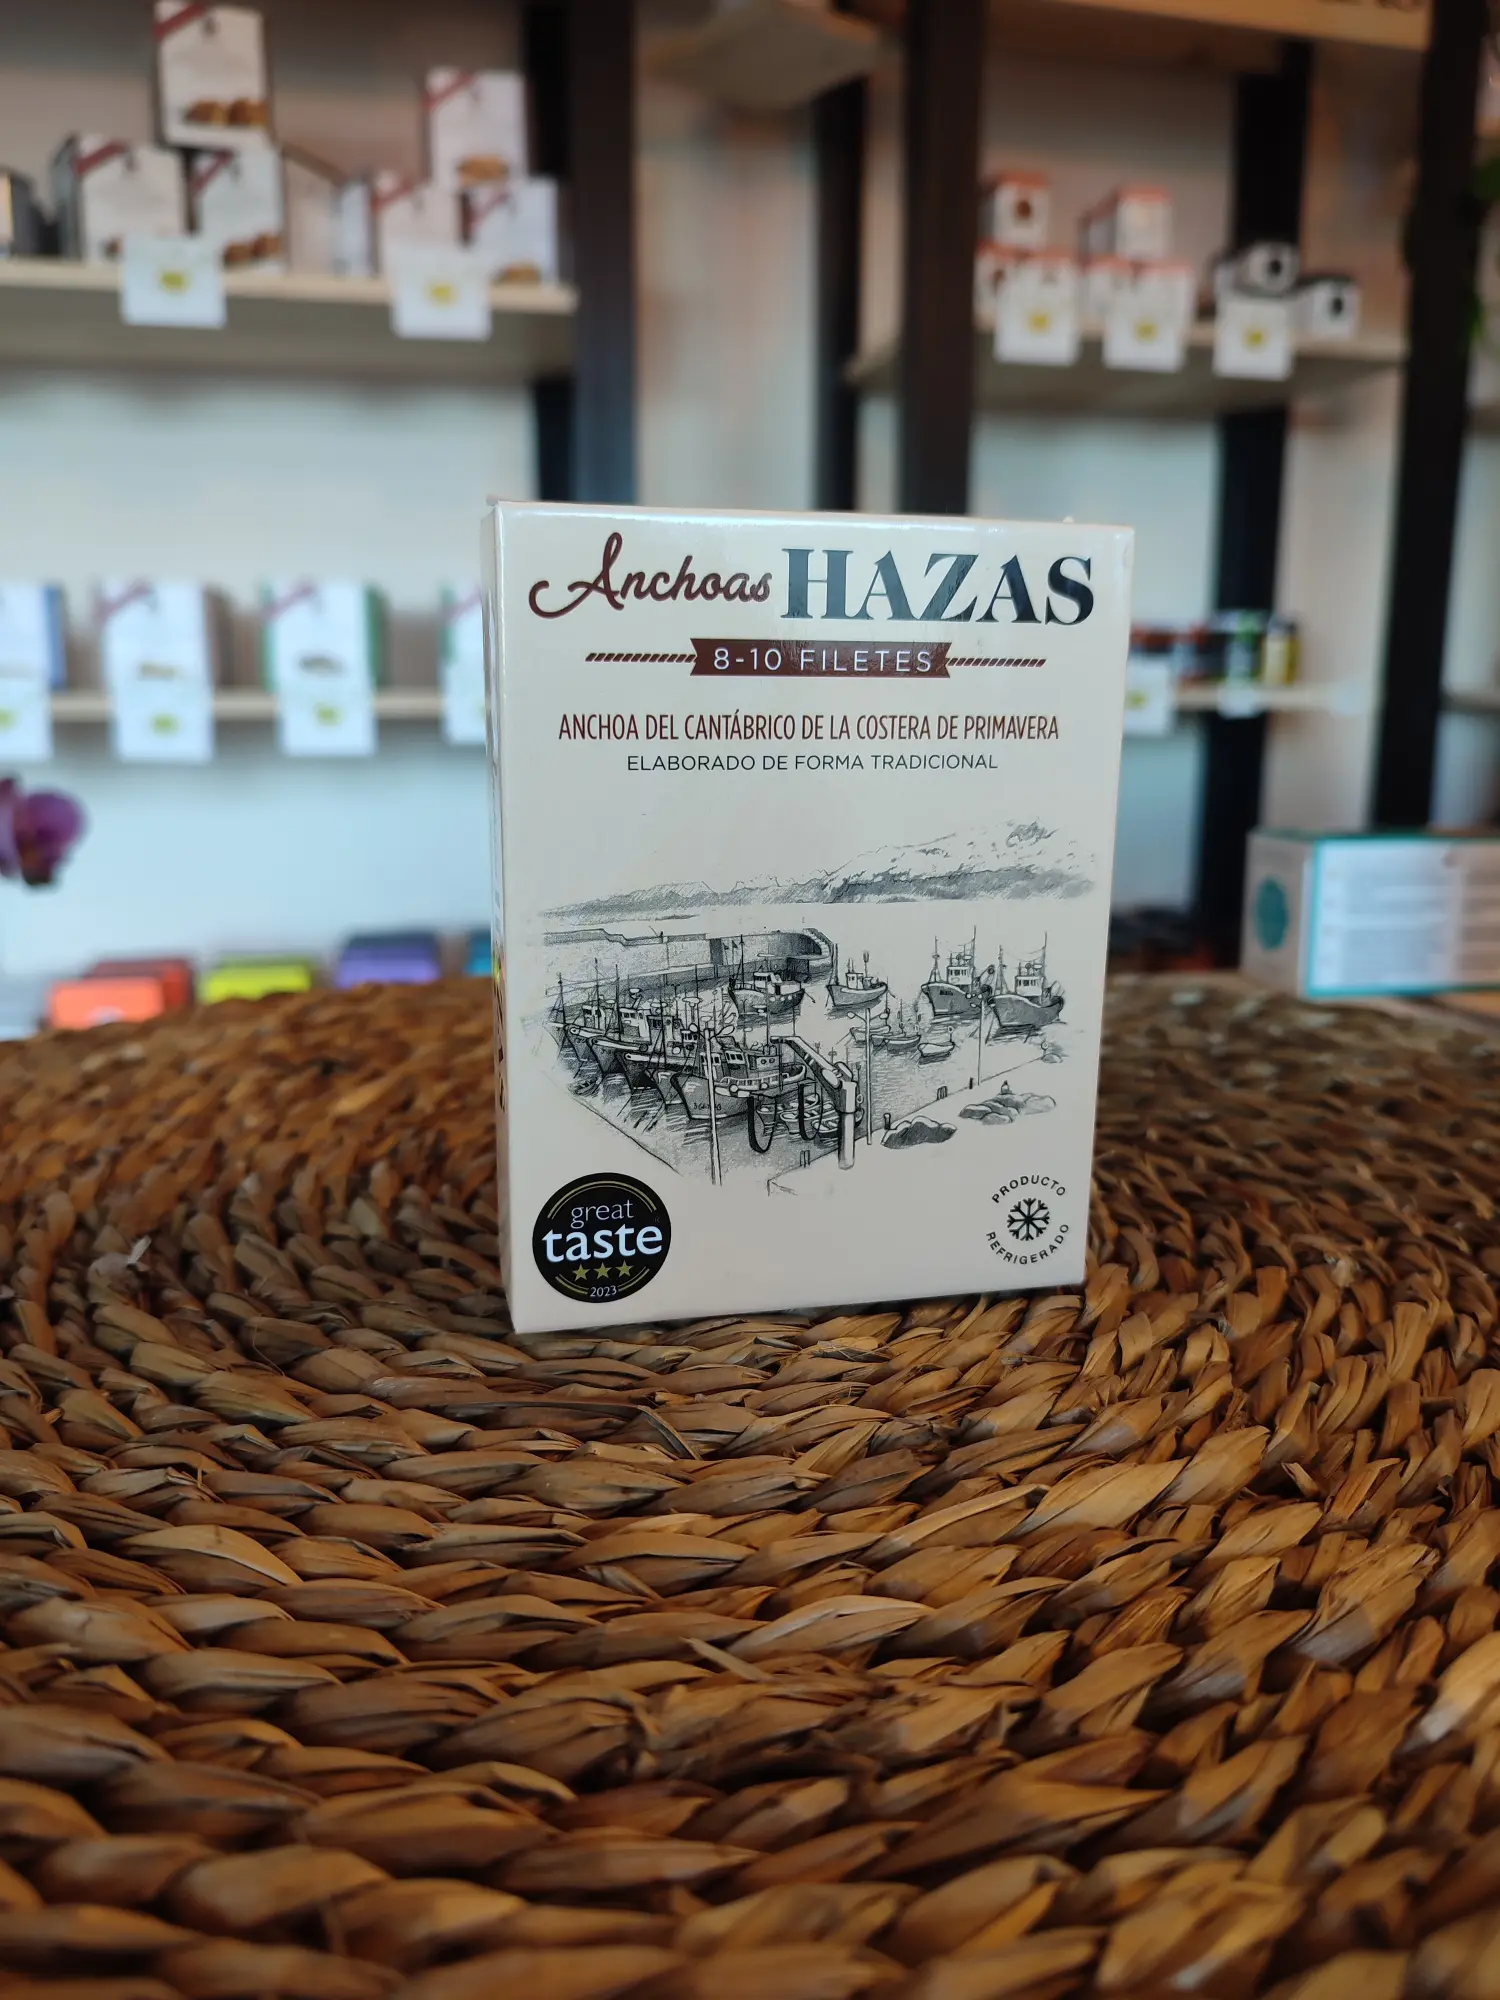 Anchoas HAZAS
8-10 FILETES
ANCHOA DEL CANTÁBRICO DE LA COSTERA DE PRIMAVERA
ELABORADO DE FORMA TRADICIONAL
great
taste
2023
PRODUCTO
REFRIGERADO